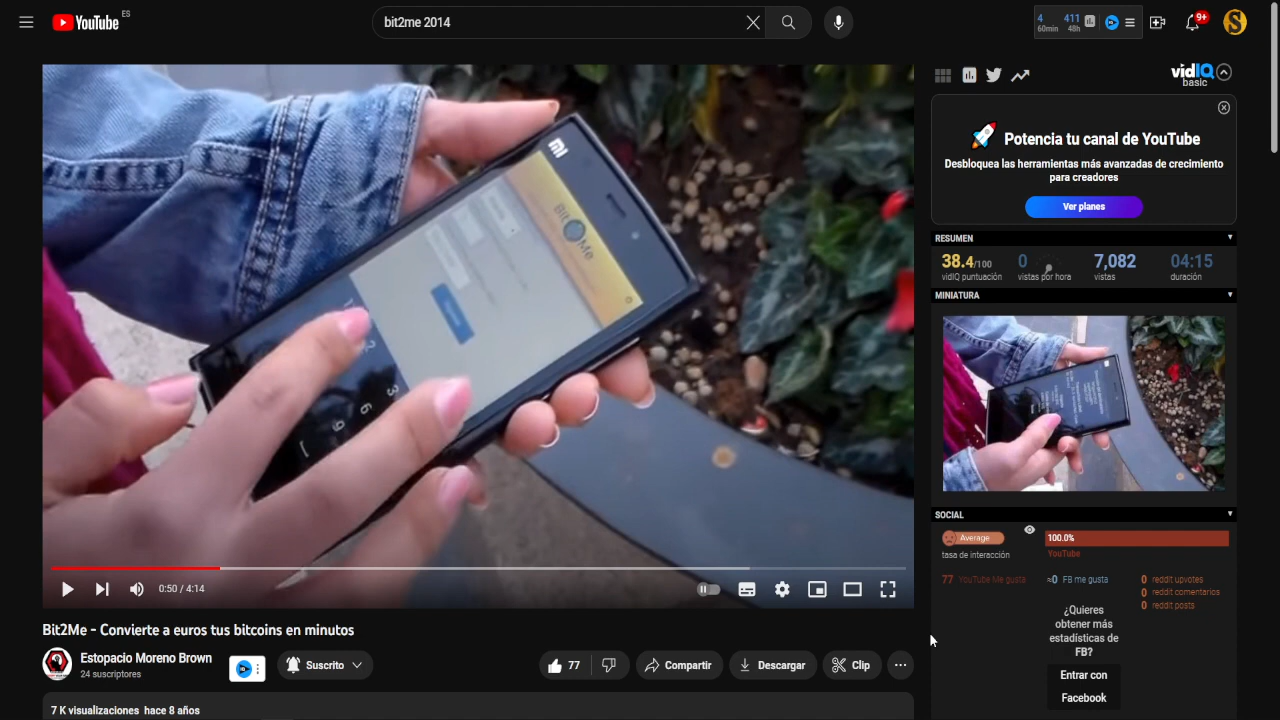 YouTube ES
bit2me 2014
4 411
60min 48h
9+
vidIQ
basic
Potencia tu canal de YouTube
Desbloquea las herramientas más avanzadas de crecimiento
para creadores
Ver planes
RESUMEN
38.4/100 0 7,082 04:15
vidIQ puntuación vistas por hora vistas duración
MINIATURA
Bit2Me
3
6
9
0:50 / 4:14
SOCIAL
Average 100.0%
tasa de interacción YouTube
77 YouTube Me gusta ≈0 FB me gusta 0 reddit upvotes
0 reddit comentarios
0 reddit posts
¿Quieres
obtener más
estadísticas de
FB?
Entrar con
Facebook
Bit2Me - Convierte a euros tus bitcoins en minutos
Estopacio Moreno Brown
24 suscriptores
Suscrito
77
Compartir
Descargar
Clip
7 K visualizaciones hace 8 años